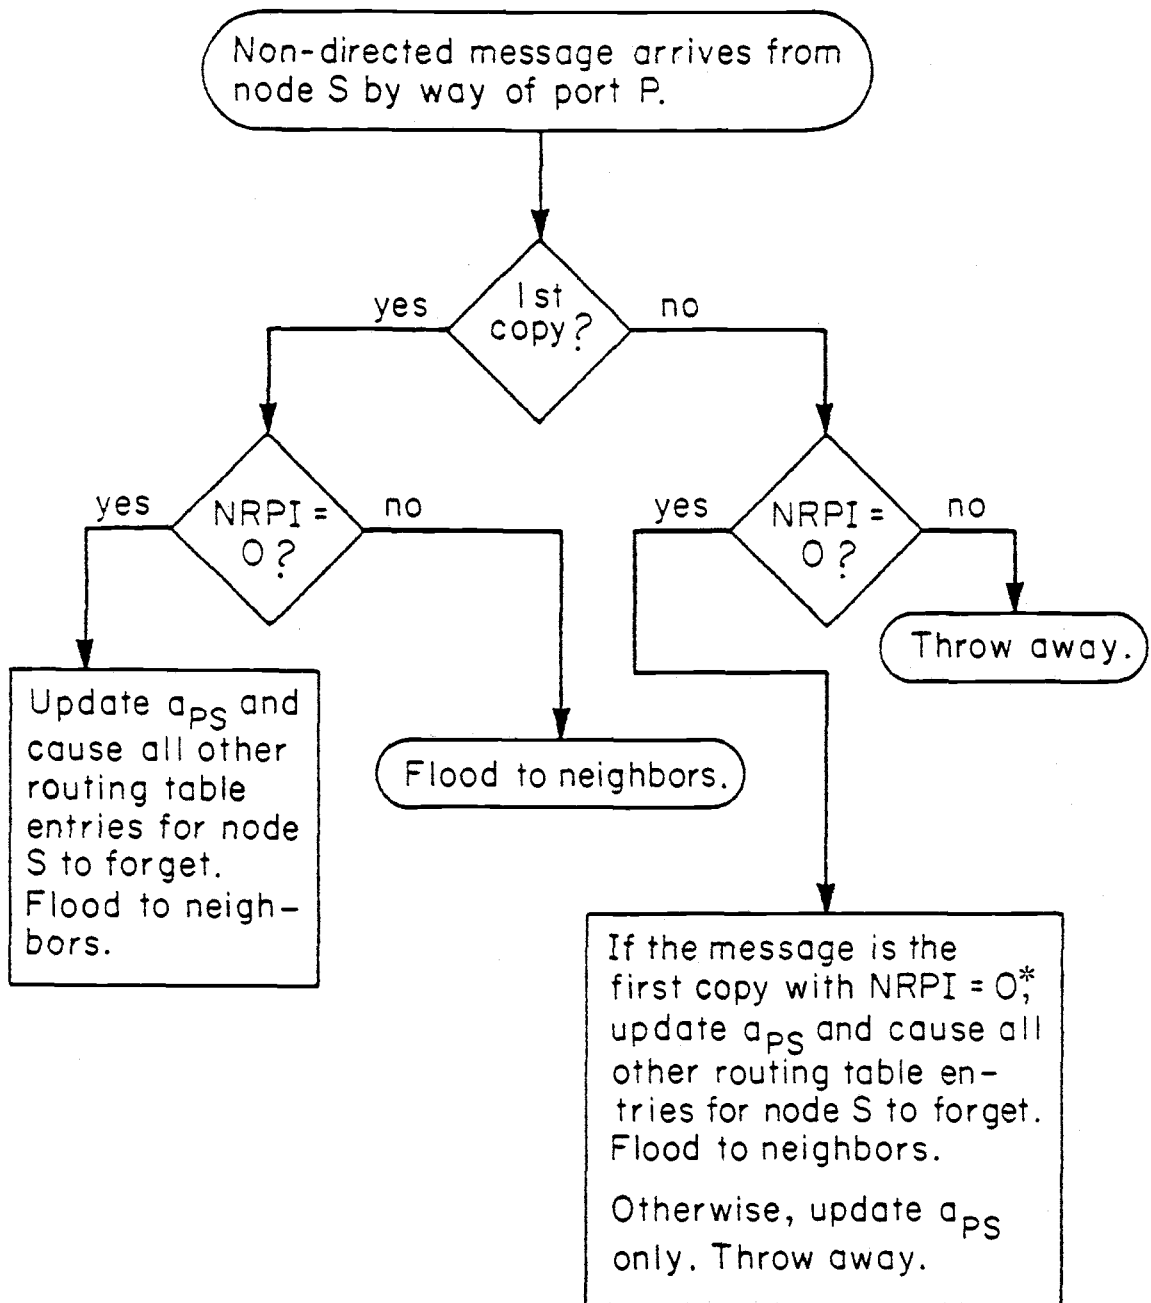 Non-directed message arrives from
node S by way of port P.
1st
copy?
yes
no
NRPI =
0?
yes
no
NRPI =
0?
yes
no
Throw away.
Update aPS and
cause all other
routing table
entries for node
S to forget.
Flood to neigh-
bors.
Flood to neighbors.
If the message is the
first copy with NRPI = 0,*
update aPS and cause all
other routing table en-
tries for node S to forget.
Flood to neighbors.
Otherwise, update aPS
only. Throw away.